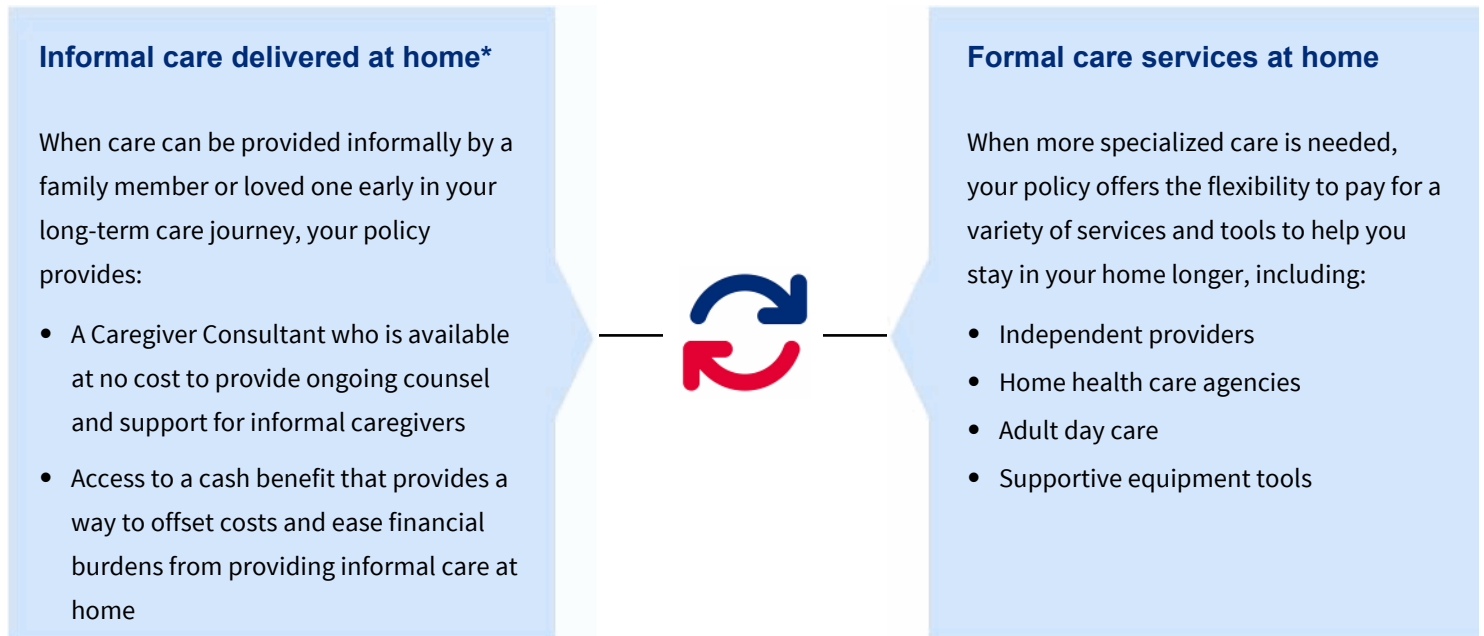 Informal care delivered at home*
When care can be provided informally by a
family member or loved one early in your
long-term care journey, your policy
provides:
• A Caregiver Consultant who is available
at no cost to provide ongoing counsel
and support for informal caregivers
• Access to a cash benefit that provides a
way to offset costs and ease financial
burdens from providing informal care at
home
Formal care services at home
When more specialized care is needed,
your policy offers the flexibility to pay for a
variety of services and tools to help you
stay in your home longer, including:
• Independent providers
• Home health care agencies
• Adult day care
• Supportive equipment tools